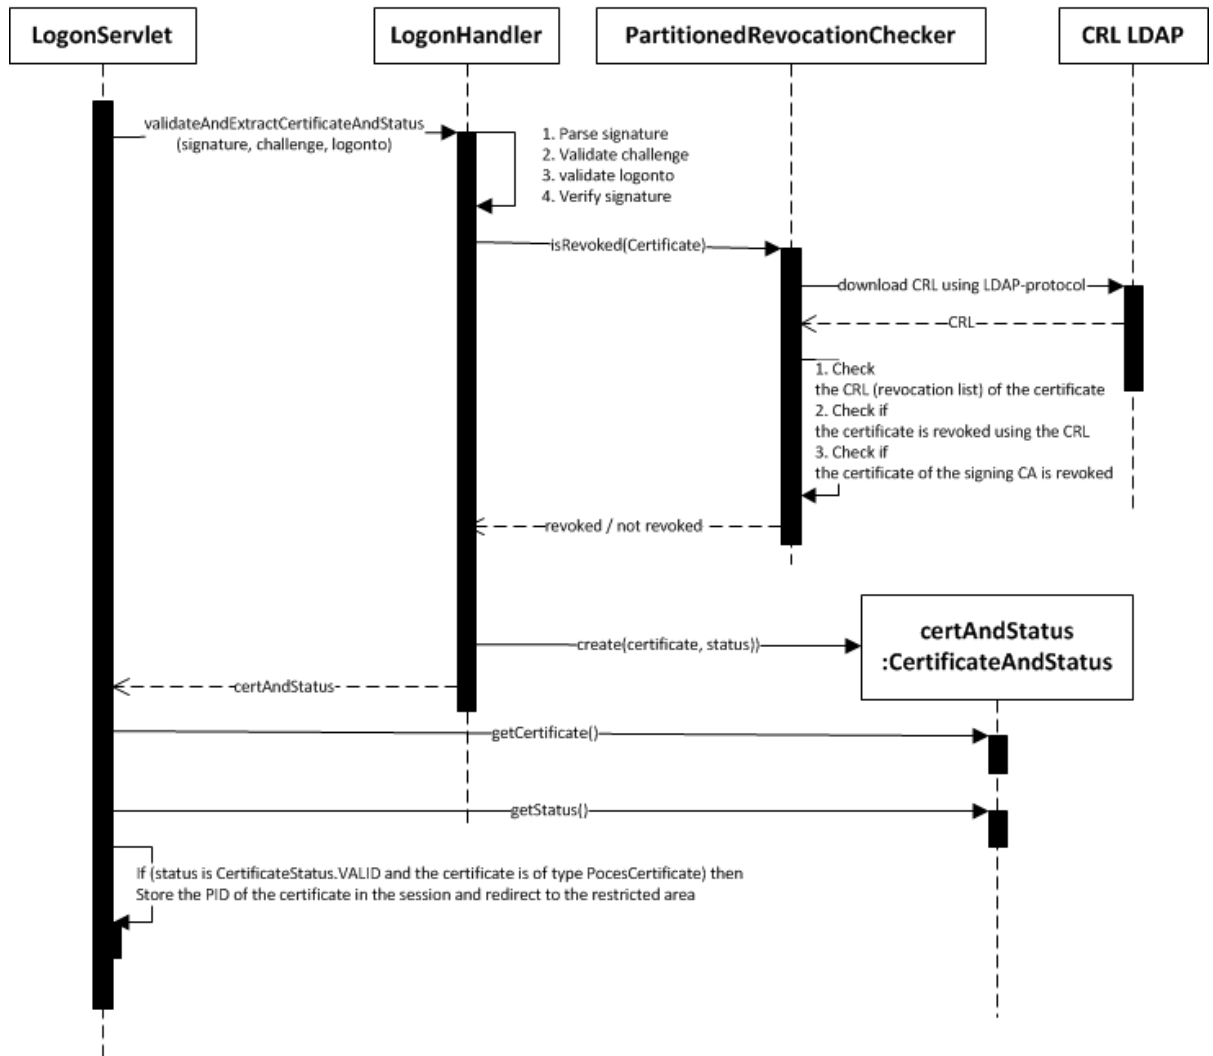 LogonServlet
LogonHandler
PartitionedRevocationChecker
CRL LDAP
validateAndExtractCertificateAndStatus
(signature, challenge, logonto)
1. Parse signature
2. Validate challenge
3. validate logonto
4. Verify signature
isRevoked(Certificate)
download CRL using LDAP-protocol
CRL
1. Check
the CRL (revocation list) of the certificate
2. Check if
the certificate is revoked using the CRL
3. Check if
the certificate of the signing CA is revoked
revoked / not revoked
certAndStatus
:CertificateAndStatus
create(certificate, status))
certAndStatus
getCertificate()
getStatus()
If (status is CertificateStatus.VALID and the certificate is of type PocesCertificate) then
Store the PID of the certificate in the session and redirect to the restricted area